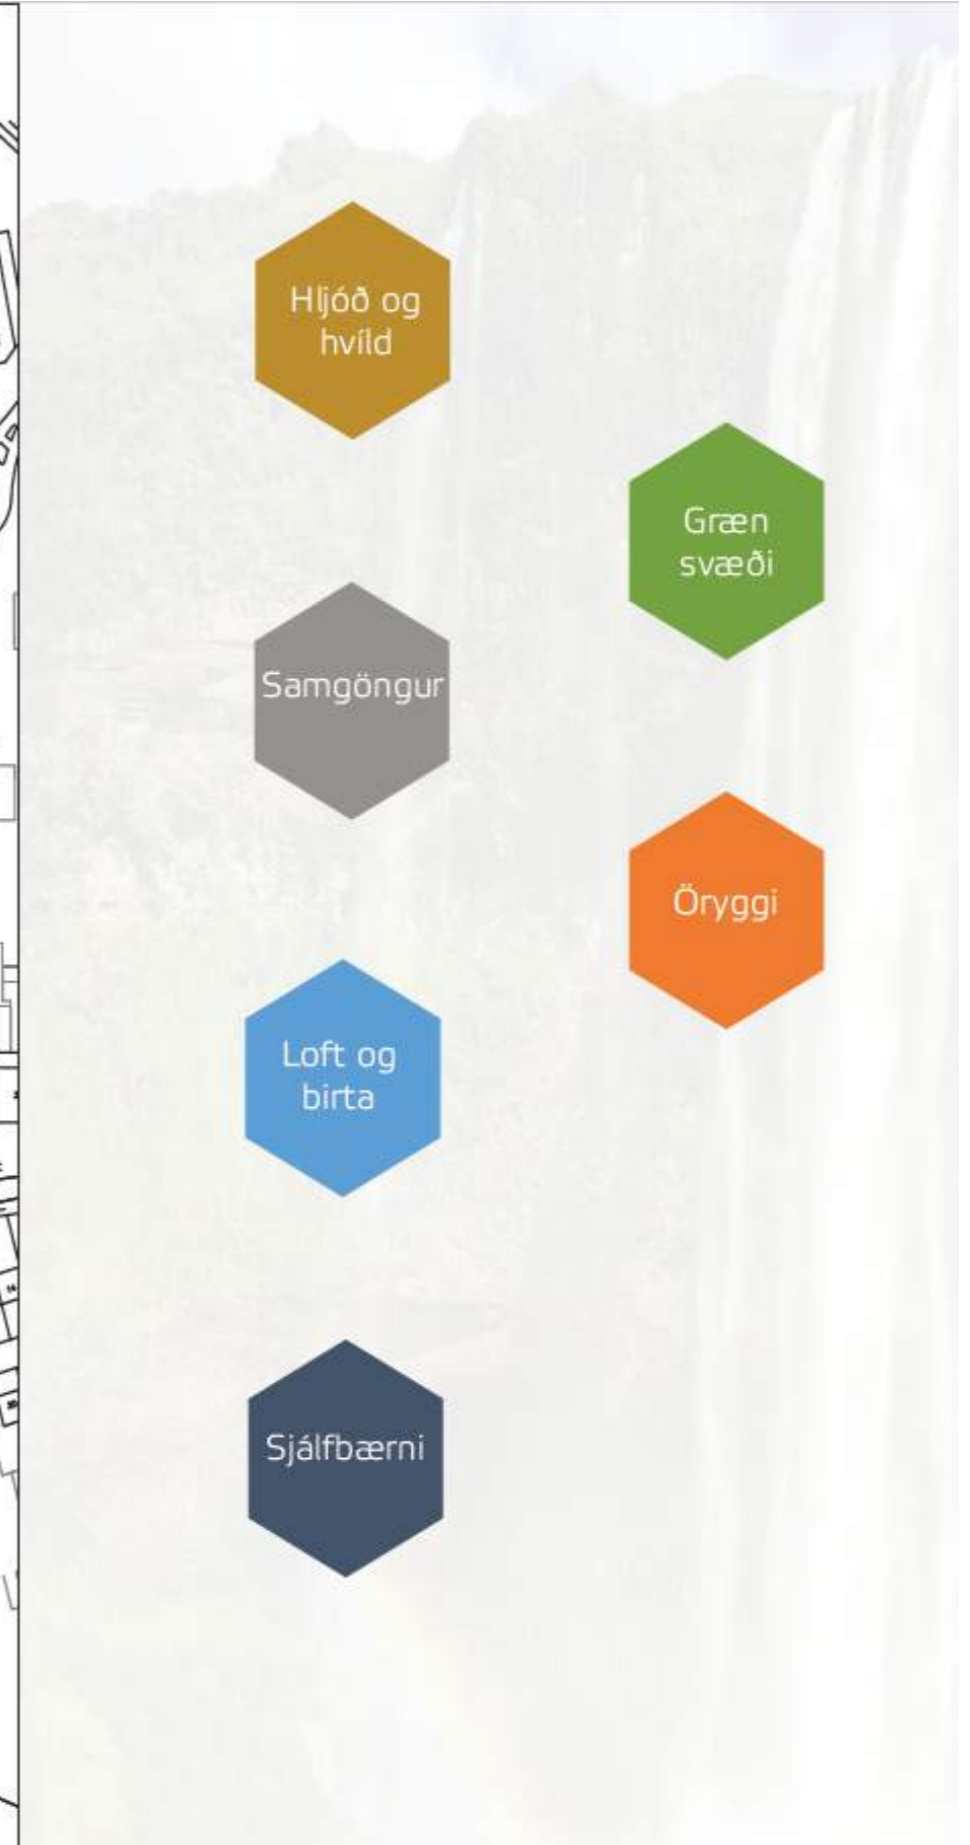 Hljóð og
hvíld
Græn
svæði
Samgöngur
Öryggi
Loft og
birta
Sjálfbærni